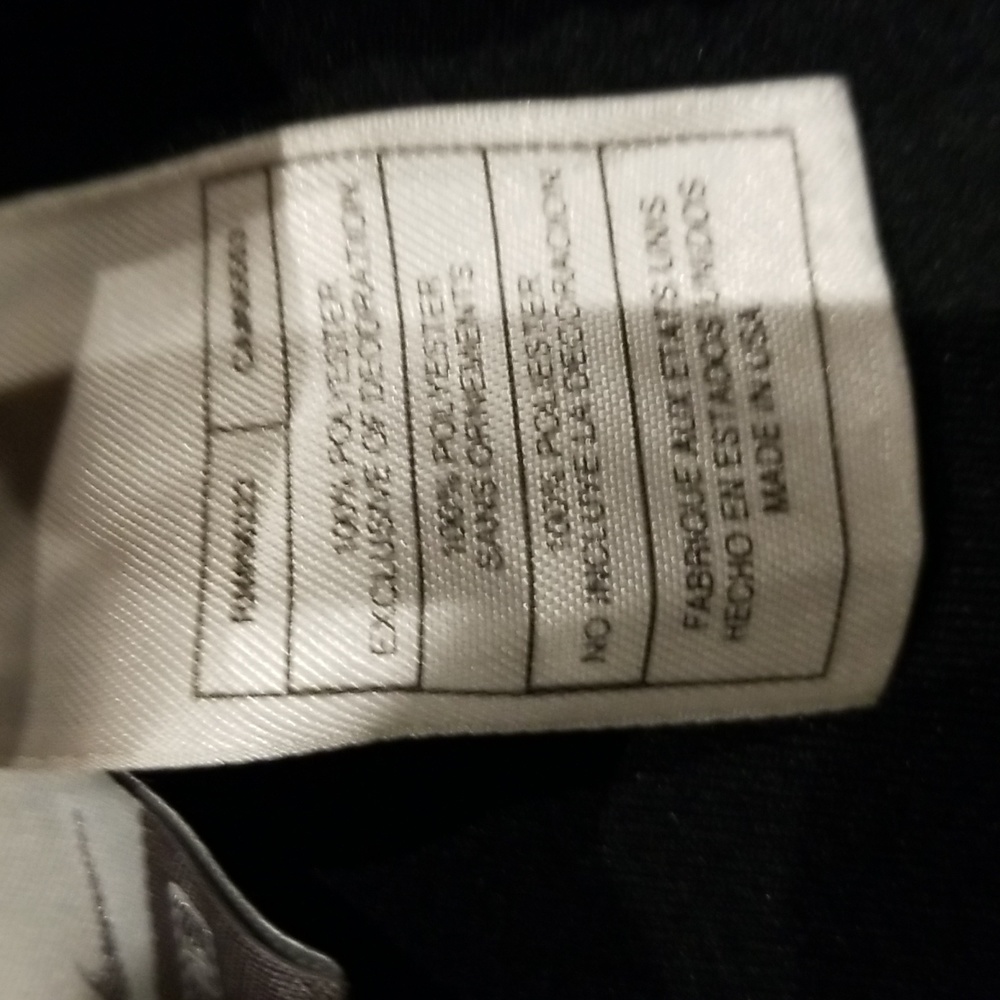 100% POLYESTER
EXCLUSIVE OF DECORATION
100% POLYESTER
SANS ORNEMENTS
100% POLIESTER
NO INCLUYE LA DECORACION
FABRIQUE AUX ETATS UNIS
HECHO EN ESTADOS UNIDOS
MADE IN USA